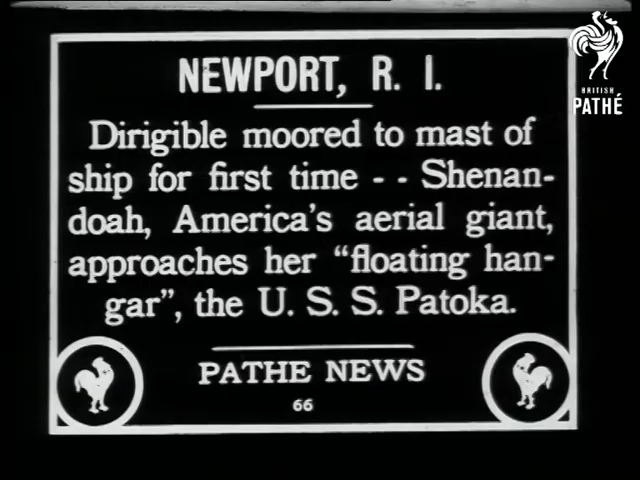 BRITISH
PATHÉ
NEWPORT, R. I.
Dirigible moored to mast of
ship for first time - - Shenan-
doah, America's aerial giant,
approaches her "floating han-
gar", the U. S. S. Patoka.
PATHE NEWS
66